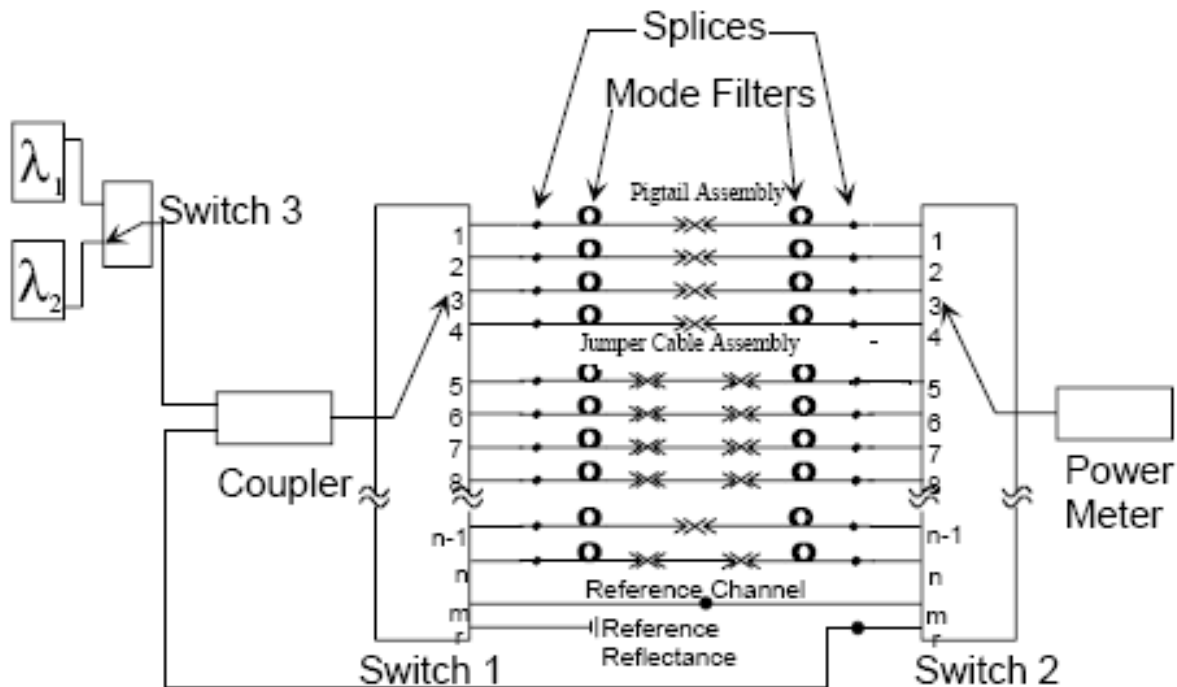 Splices
Mode Filters
λ1
Switch 3
λ2
Pigtail Assembly
1
2
3
4
1
2
3
4
Jumper Cable Assembly
5
6
7
8
5
6
7
8
Coupler
Power
Meter
n-1
n
m
r
n-1
n
m
r
Reference Channel
Reference
Reflectance
Switch 1
Switch 2